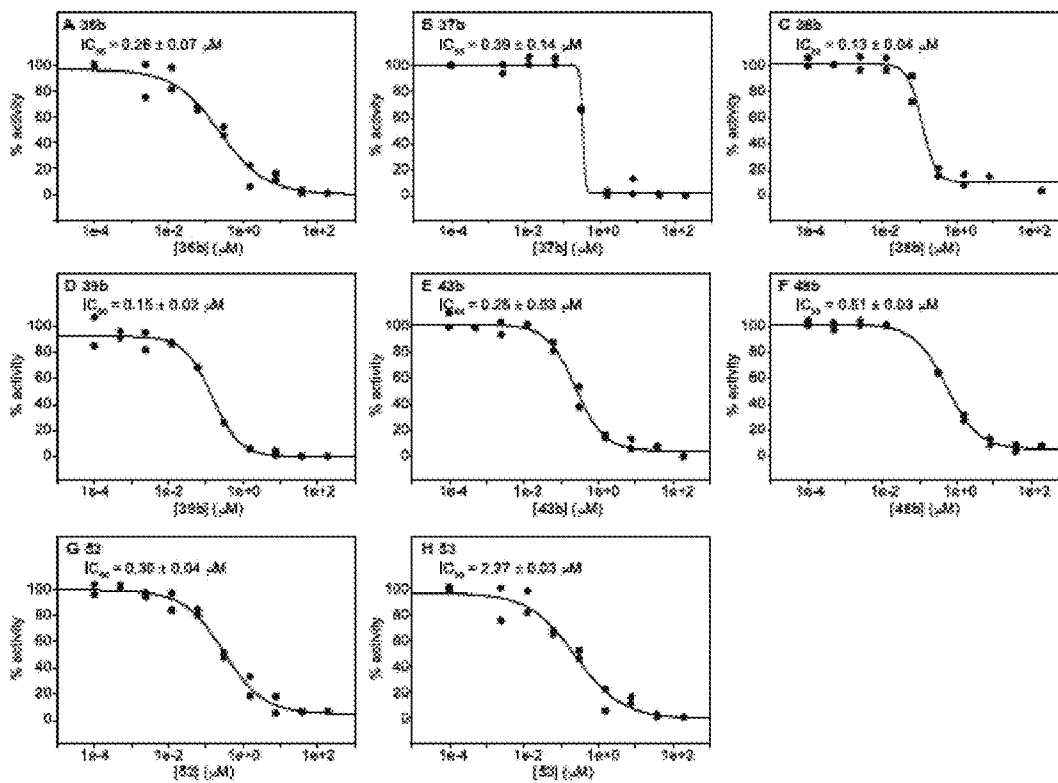 A 36b
IC₅₀ = ± 0.07 μM
% activity
100
80
60
40
20
0
1e-4
1e-2
1e+0
1e+2
[36b] (μM)
B 37b
IC₅₀ = 0.39 ± 0.14 μM
% activity
100
80
60
40
20
0
1e-4
1e-2
1e+0
1e+2
[37b] (μM)
C 38b
IC₅₀ = 0.13 ± 0.04 μM
% activity
100
80
60
40
20
0
1e-4
1e-2
1e+0
1e+2
[38b] (μM)
D 39b
IC₅₀ = 0.15 ± 0.02 μM
% activity
100
80
60
40
20
0
1e-4
1e-2
1e+0
1e+2
[39b] (μM)
E 43b
IC₅₀ = ± 0.03 μM
% activity
100
80
60
40
20
0
1e-4
1e-2
1e+0
1e+2
[43b] (μM)
F
IC₅₀ = 0.51 ± 0.03 μM
% activity
100
80
60
40
20
0
1e-4
1e-2
1e+0
1e+2
(μM)
G 52
IC₅₀ = 0.30 ± 0.04 μM
% activity
100
80
60
40
20
0
1e-4
1e-2
1e+0
1e+2
[52] (μM)
H 53
IC₅₀ = 2.27 ± 0.03 μM
% activity
100
80
60
40
20
0
1e-4
1e-2
1e+0
1e+2
[53] (μM)